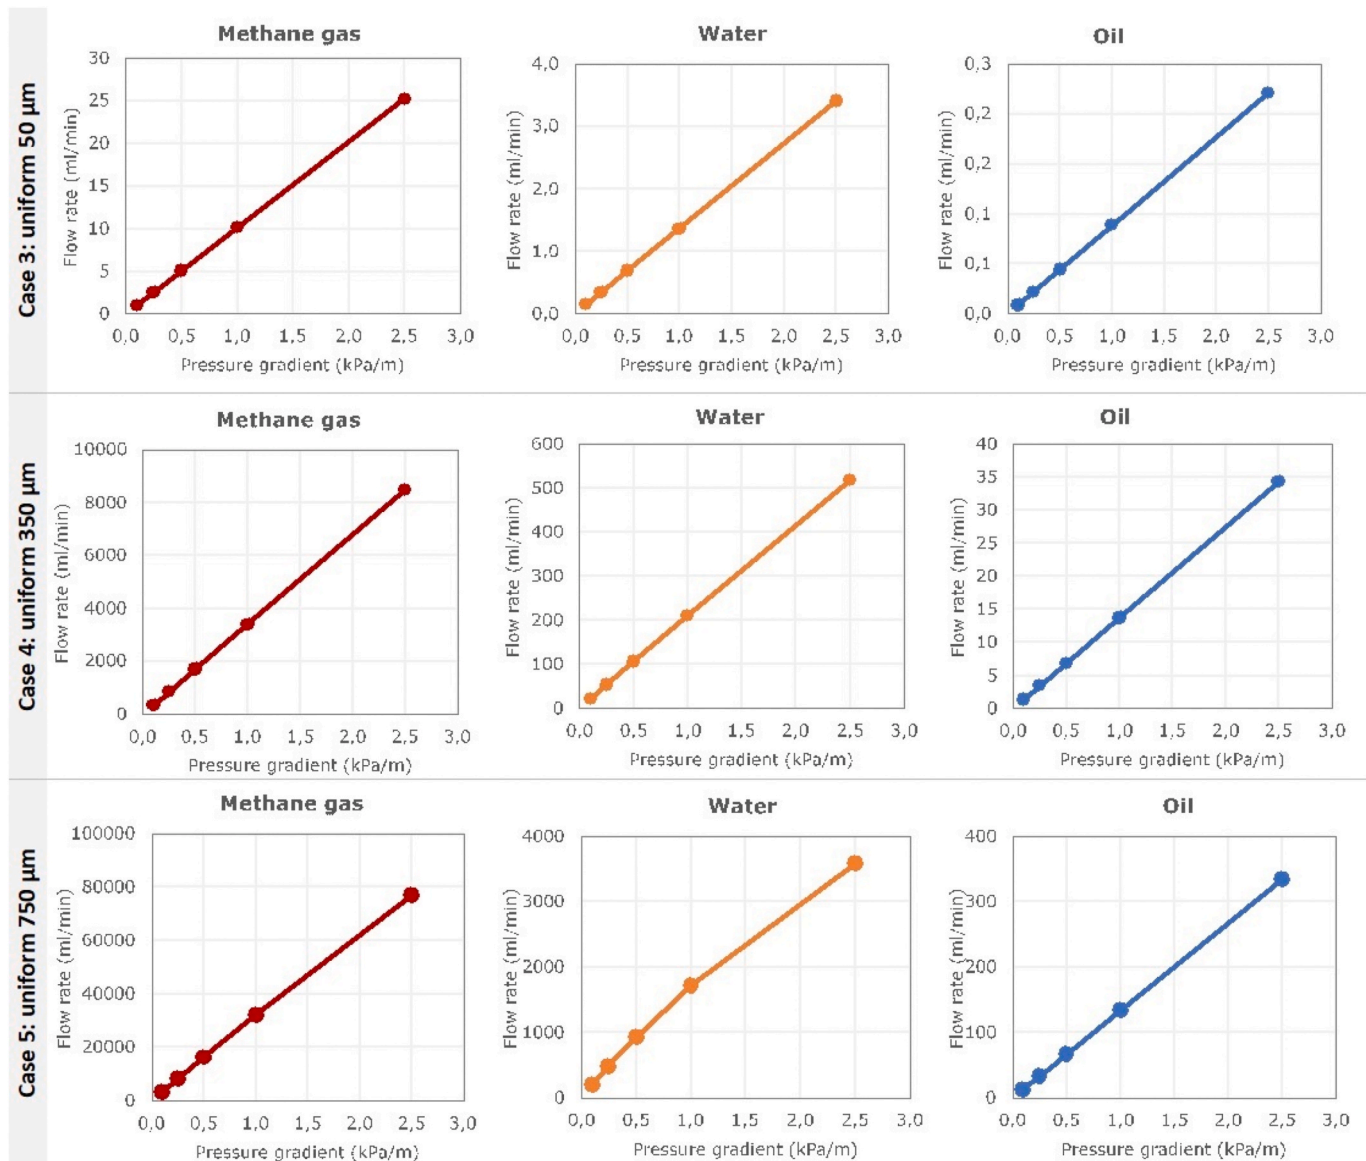 Case 3: uniform 50 µm
Methane gas
Flow rate (ml/min)
30
25
20
15
10
5
0
0,0 0,5 1,0 1,5 2,0 2,5 3,0
Pressure gradient (kPa/m)
Water
Flow rate (ml/min)
4,0
3,0
2,0
1,0
0,0
0,0 0,5 1,0 1,5 2,0 2,5 3,0
Pressure gradient (kPa/m)
Oil
Flow rate (ml/min)
0,3
0,2
0,2
0,1
0,1
0,0
0,0 0,5 1,0 1,5 2,0 2,5 3,0
Pressure gradient (kPa/m)
Case 4: uniform 350 µm
Methane gas
Flow rate (ml/min)
10000
8000
6000
4000
2000
0
0,0 0,5 1,0 1,5 2,0 2,5 3,0
Pressure gradient (kPa/m)
Water
Flow rate (ml/min)
600
500
400
300
200
100
0
0,0 0,5 1,0 1,5 2,0 2,5 3,0
Pressure gradient (kPa/m)
Oil
Flow rate (ml/min)
40
35
30
25
20
15
10
5
0
0,0 0,5 1,0 1,5 2,0 2,5 3,0
Pressure gradient (kPa/m)
Case 5: uniform 750 µm
Methane gas
Flow rate (ml/min)
100000
80000
60000
40000
20000
0
0,0 0,5 1,0 1,5 2,0 2,5 3,0
Pressure gradient (kPa/m)
Water
Flow rate (ml/min)
4000
3000
2000
1000
0
0,0 0,5 1,0 1,5 2,0 2,5 3,0
Pressure gradient (kPa/m)
Oil
Flow rate (ml/min)
400
300
200
100
0
0,0 0,5 1,0 1,5 2,0 2,5 3,0
Pressure gradient (kPa/m)